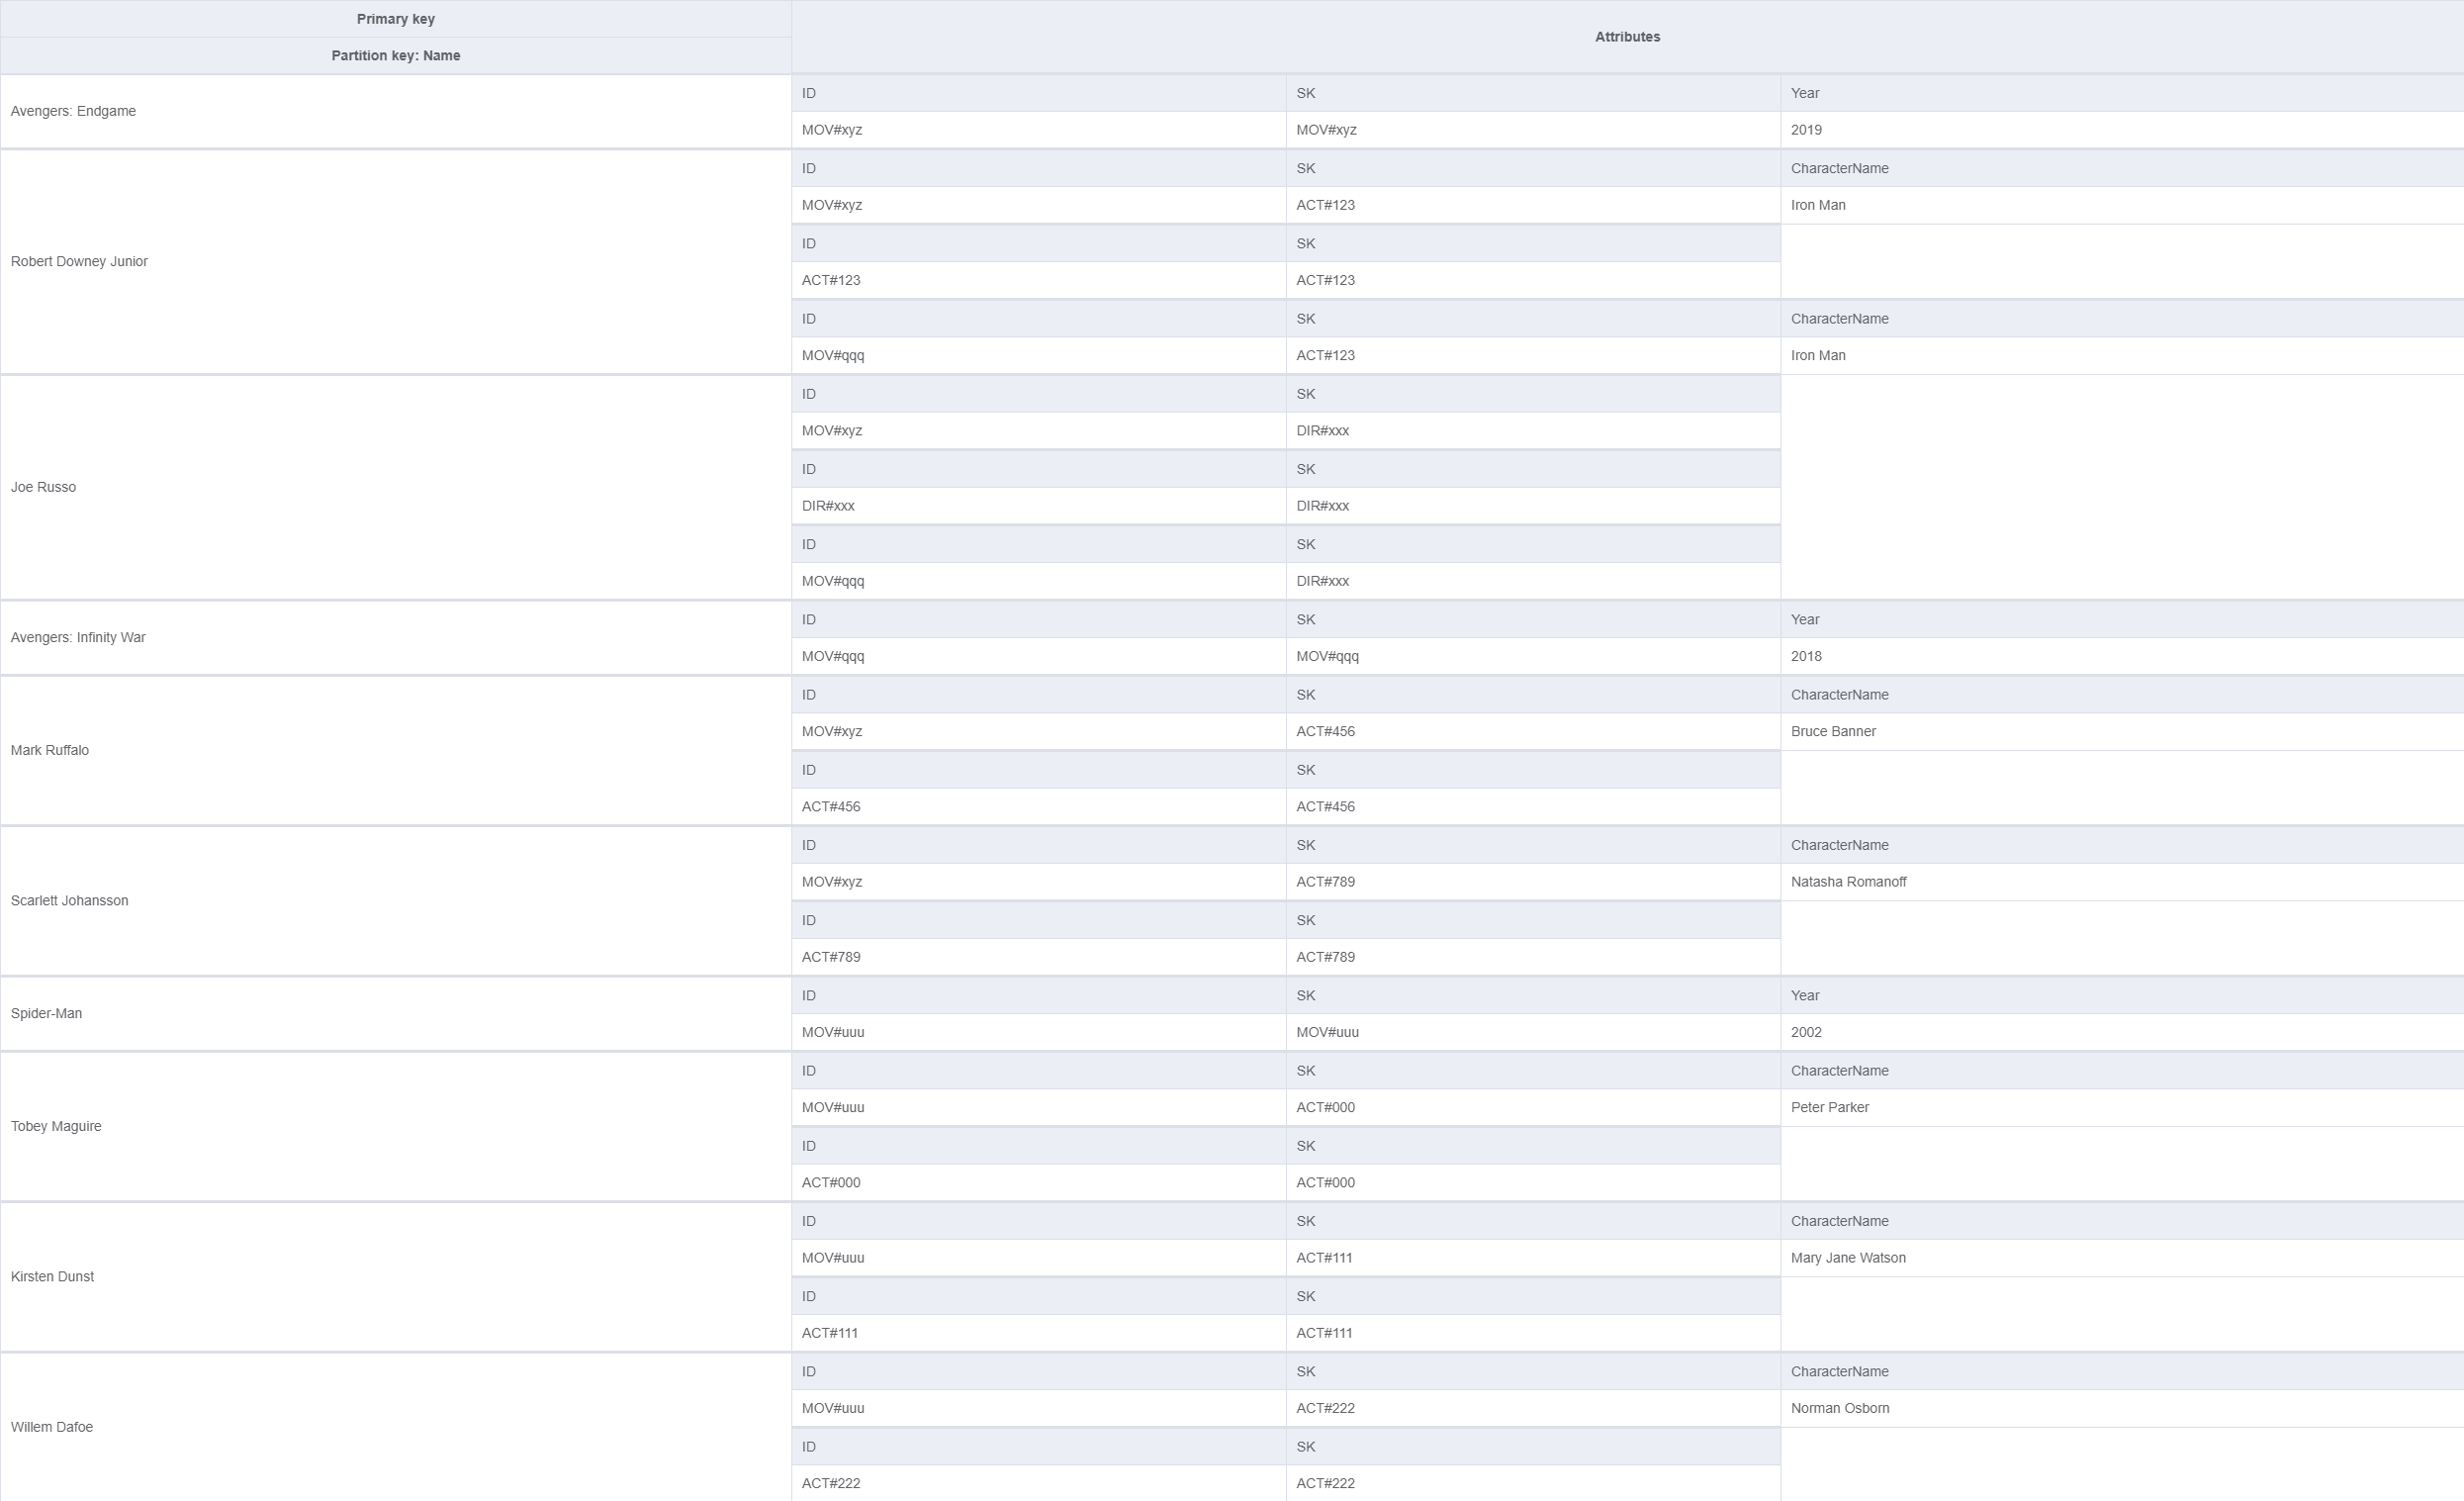 Primary key
Attributes
Partition key: Name
Avengers: Endgame
ID SK Year
MOV#xyz MOV#xyz 2019
Robert Downey Junior
ID SK CharacterName
MOV#xyz ACT#123 Iron Man
ID SK
ACT#123 ACT#123
ID SK CharacterName
MOV#qqq ACT#123 Iron Man
Joe Russo
ID SK
MOV#xyz DIR#xxx
ID SK
DIR#xxx DIR#xxx
ID SK
MOV#qqq DIR#xxx
Avengers: Infinity War
ID SK Year
MOV#qqq MOV#qqq 2018
Mark Ruffalo
ID SK CharacterName
MOV#xyz ACT#456 Bruce Banner
ID SK
ACT#456 ACT#456
Scarlett Johansson
ID SK CharacterName
MOV#xyz ACT#789 Natasha Romanoff
ID SK
ACT#789 ACT#789
Spider-Man
ID SK Year
MOV#uuu MOV#uuu 2002
Tobey Maguire
ID SK CharacterName
MOV#uuu ACT#000 Peter Parker
ID SK
ACT#000 ACT#000
Kirsten Dunst
ID SK CharacterName
MOV#uuu ACT#111 Mary Jane Watson
ID SK
ACT#111 ACT#111
Willem Dafoe
ID SK CharacterName
MOV#uuu ACT#222 Norman Osborn
ID SK
ACT#222 ACT#222